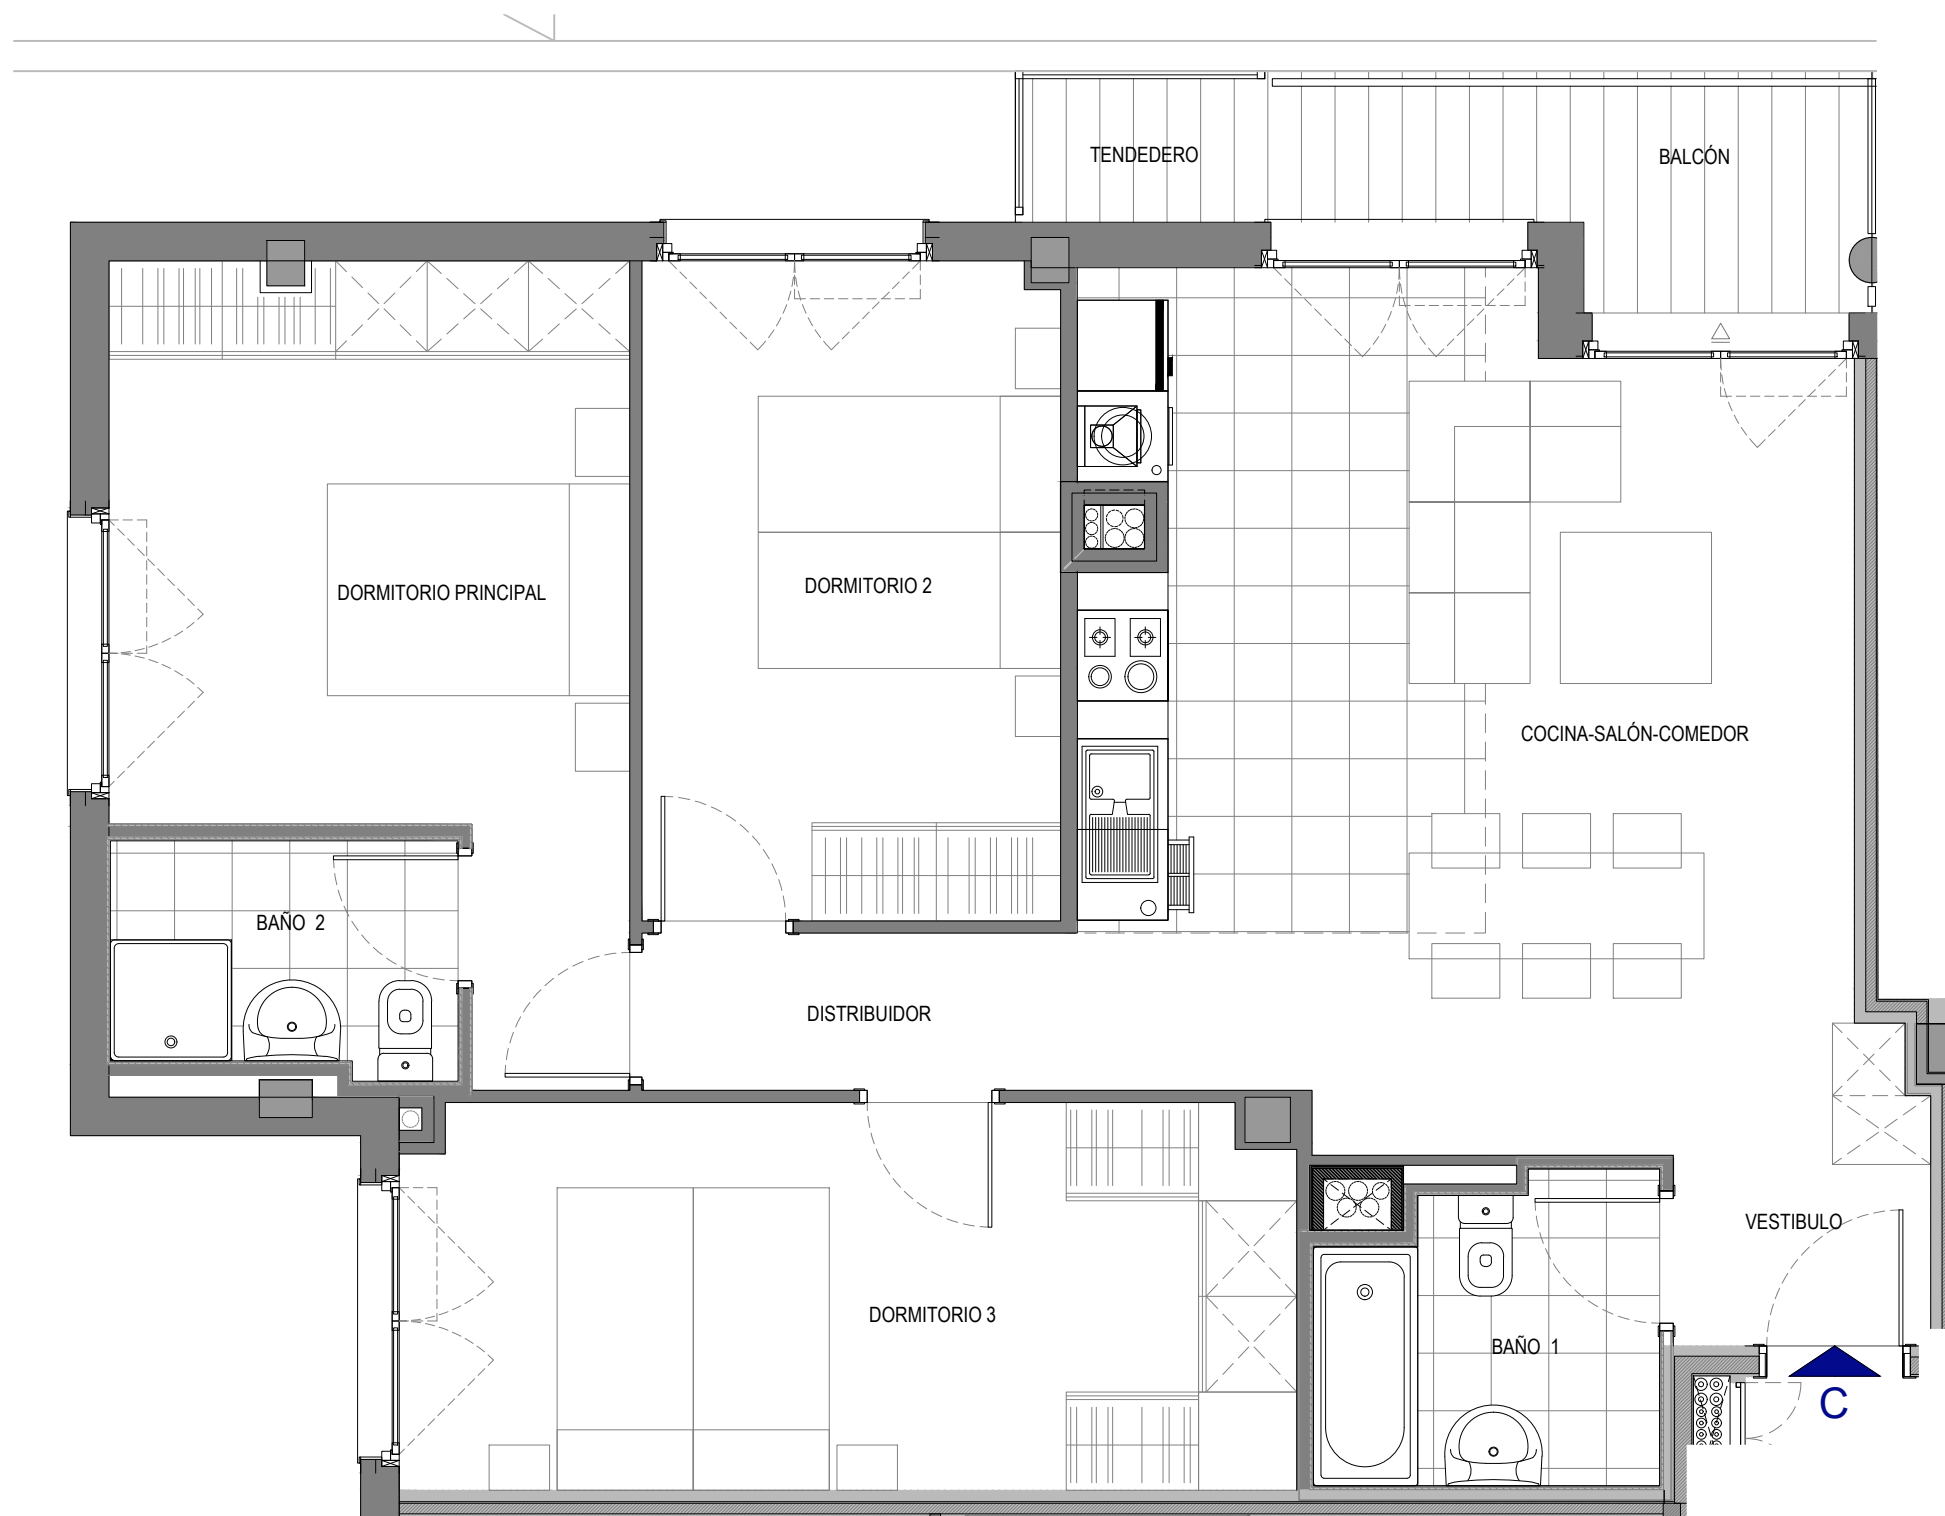 TENDEDERO
BALCÓN
DORMITORIO PRINCIPAL
DORMITORIO 2
COCINA-SALÓN-COMEDOR
BAÑO 2
DISTRIBUIDOR
VESTIBULO
DORMITORIO 3
BAÑO 1
C